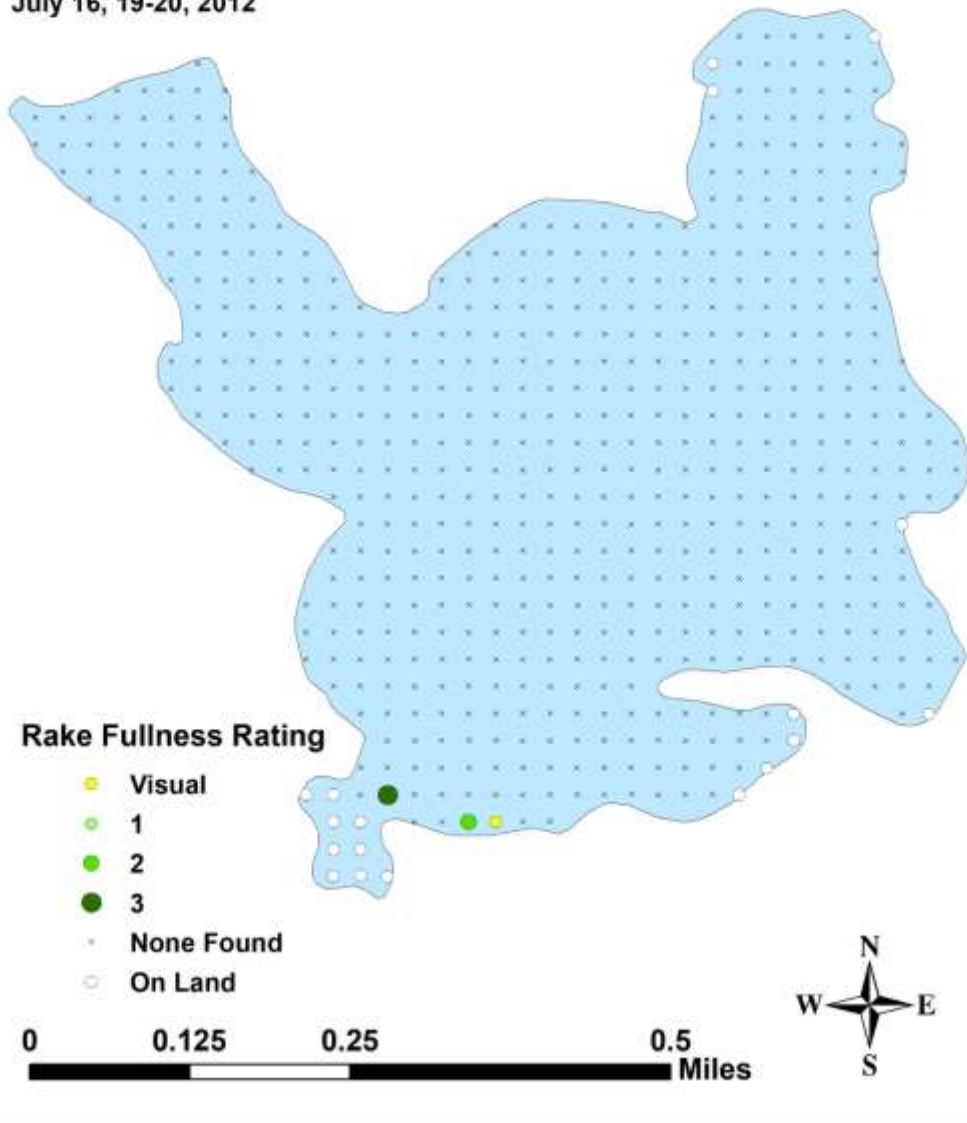 July 16, 19-20, 2012
Rake Fullness Rating
Visual
1
2
3
None Found
On Land
N
W E
S
0 0.125 0.25 0.5
Miles